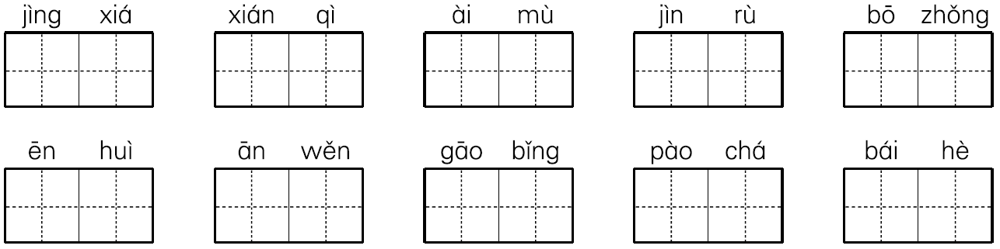 jìng xiá xián qì ài mù jìn rù bō zhǒng
ēn huì ān wěn gāo bǐng pào chá bái hè